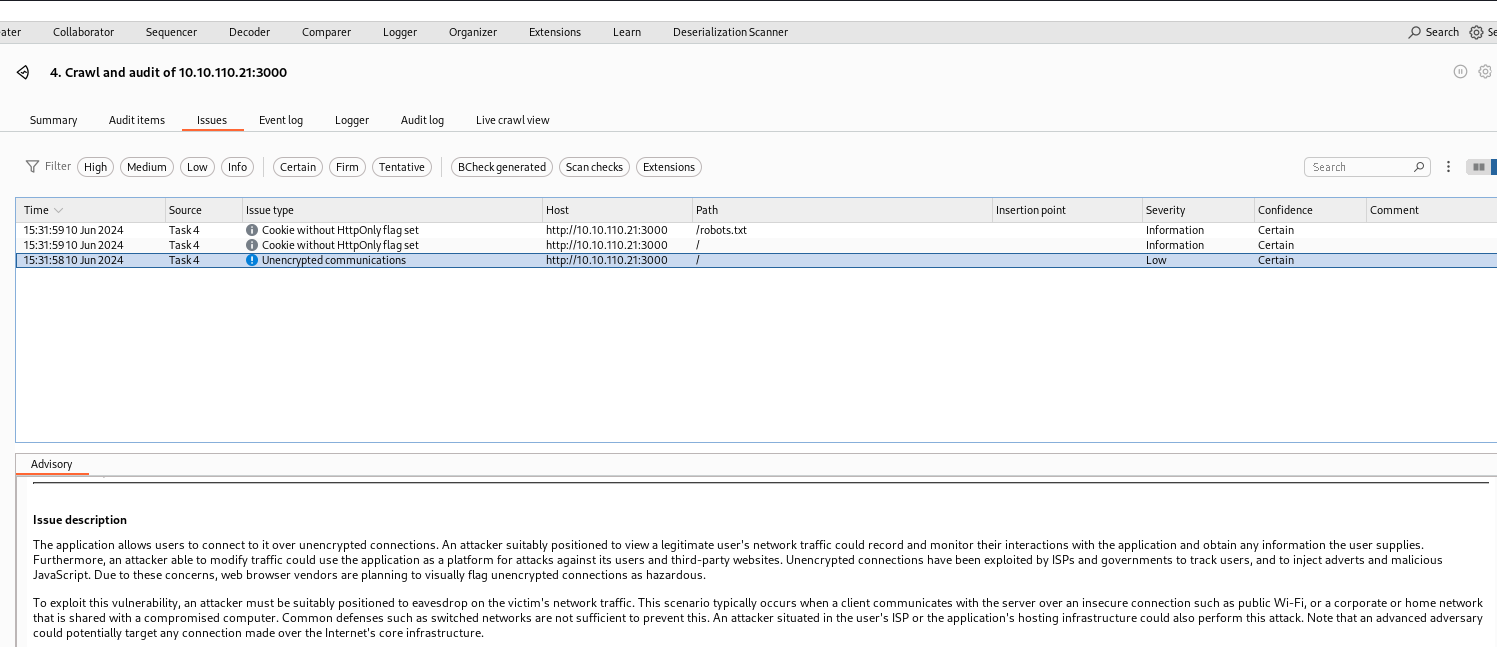 ater Collaborator Sequencer Decoder Comparer Logger Organizer Extensions Learn Deserialization Scanner Search Se
4. Crawl and audit of 10.10.110.21:3000
Summary Audit items Issues Event log Logger Audit log Live crawl view
Filter High Medium Low Info Certain Firm Tentative BCheck generated Scan checks Extensions Search
Time Source Issue type Host Path Insertion point Severity Confidence Comment
15:31:59 10 Jun 2024 Task 4 Cookie without HttpOnly flag set http://10.10.110.21:3000 /robots.txt Information Certain
15:31:59 10 Jun 2024 Task 4 Cookie without HttpOnly flag set http://10.10.110.21:3000 / Information Certain
15:31:58 10 Jun 2024 Task 4 Unencrypted communications http://10.10.110.21:3000 / Low Certain
Advisory
Issue description
The application allows users to connect to it over unencrypted connections. An attacker suitably positioned to view a legitimate user's network traffic could record and monitor their interactions with the application and obtain any information the user supplies.
Furthermore, an attacker able to modify traffic could use the application as a platform for attacks against its users and third-party websites. Unencrypted connections have been exploited by ISPs and governments to track users, and to inject adverts and malicious
JavaScript. Due to these concerns, web browser vendors are planning to visually flag unencrypted connections as hazardous.
To exploit this vulnerability, an attacker must be suitably positioned to eavesdrop on the victim's network traffic. This scenario typically occurs when a client communicates with the server over an insecure connection such as public Wi-Fi, or a corporate or home network
that is shared with a compromised computer. Common defenses such as switched networks are not sufficient to prevent this. An attacker situated in the user's ISP or the application's hosting infrastructure could also perform this attack. Note that an advanced adversary
could potentially target any connection made over the Internet's core infrastructure.